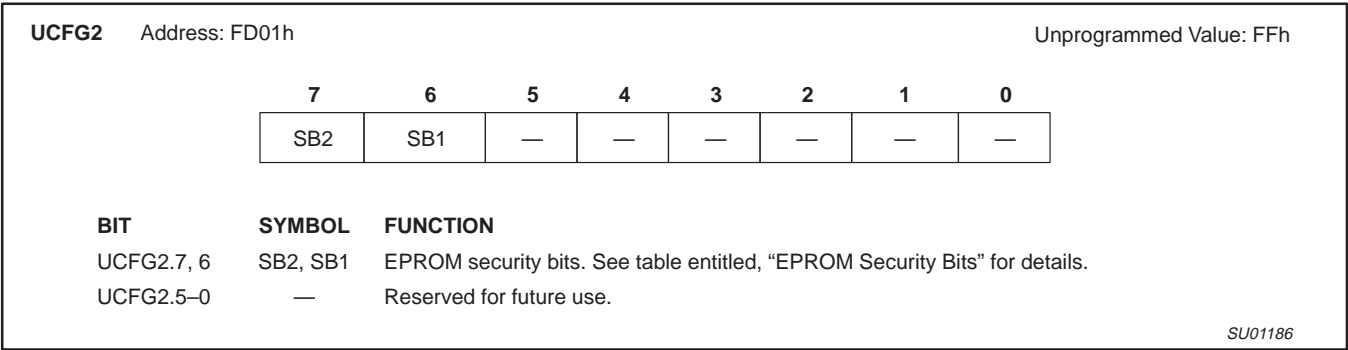 UCFG2 Address: FD01h Unprogrammed Value: FFh
7 6 5 4 3 2 1 0
SB2 SB1 — — — — — —
BIT SYMBOL FUNCTION
UCFG2.7, 6 SB2, SB1 EPROM security bits. See table entitled, “EPROM Security Bits” for details.
UCFG2.5–0 — Reserved for future use.
SU01186